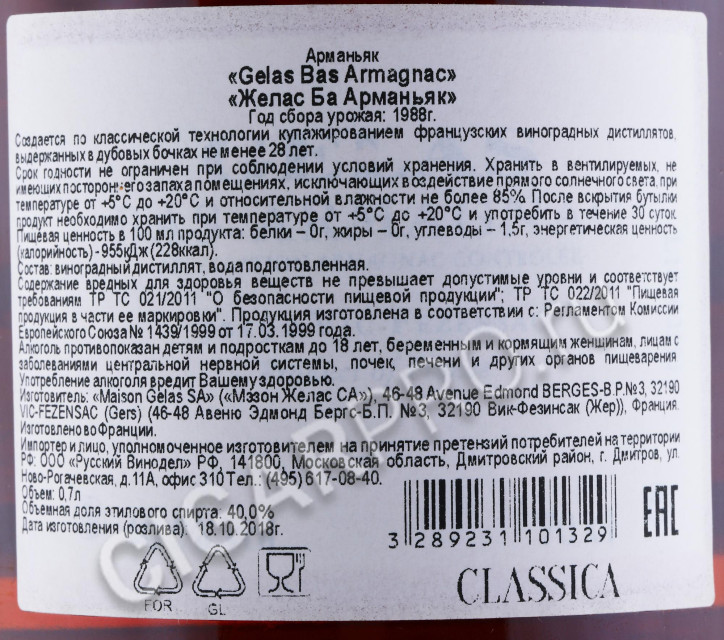 Арманьяк
«Gelas Bas Armagnac»
«Желас Ба Арманьяк»
Год сбора урожая: 1988г.
Создается по классической технологии купажированием французских виноградных дистиллятов,
выдержанных в дубовых бочках не менее 28 лет.
Срок годности не ограничен при соблюдении условий хранения. Хранить в вентилируемых, не
имеющих постороннего запаха помещениях, исключающих воздействие прямого солнечного света, при
температуре от +5°С до +20°С и относительной влажности не более 85%. После вскрытия бутылки
продукт необходимо хранить при температуре от +5°С до +20°С и употребить в течение 30 суток.
Пищевая ценность в 100 мл продукта: белки – 0г, жиры – 0г, углеводы – 1,5г, энергетическая ценность
(калорийность) - 955кДж (228ккал).
Состав: виноградный дистиллят, вода подготовленная.
Содержание вредных для здоровья веществ не превышает допустимые уровни и соответствует
требованиям ТР ТС 021/2011 "О безопасности пищевой продукции"; ТР ТС 022/2011 "Пищевая
продукция в части ее маркировки". Продукция изготовлена в соответствии с: Регламентом Комиссии
Европейского Союза № 1439/1999 от 17.03.1999 года.
Алкоголь противопоказан детям и подросткам до 18 лет, беременным и кормящим женщинам, лицам с
заболеваниями центральной нервной системы, почек, печени и других органов пищеварения
Употребление алкоголя вредит Вашему здоровью.
Изготовитель: «Maison Gelas SA» («Мэзон Желас СА»), 46-48 Avenue Edmond BERGES-B.P.№3, 32190
VIC-FEZENSAC (Gers) (46-48 Авеню Эдмонд Бергс-Б.П. №3, 32190 Вик-Фезинсак (Жер)), Франция.
Изготовлено во Франции.
Импортер и лицо, уполномоченное изготовителем на принятие претензий потребителей на территории
РФ: ООО «Русский Винодел» РФ, 141800, Московская область, Дмитровский район, г. Дмитров, ул.
Ново-Рогачевская, д.11А, офис 310 Тел.: (495) 617-08-40.
Объем: 0,7л
Объемная доля этилового спирта: 40,0%
Дата изготовления (розлива): 18.10.2018г.
3 289231 101329
EAC
FOR GL
CLASSICA
CIGARPRO.ru